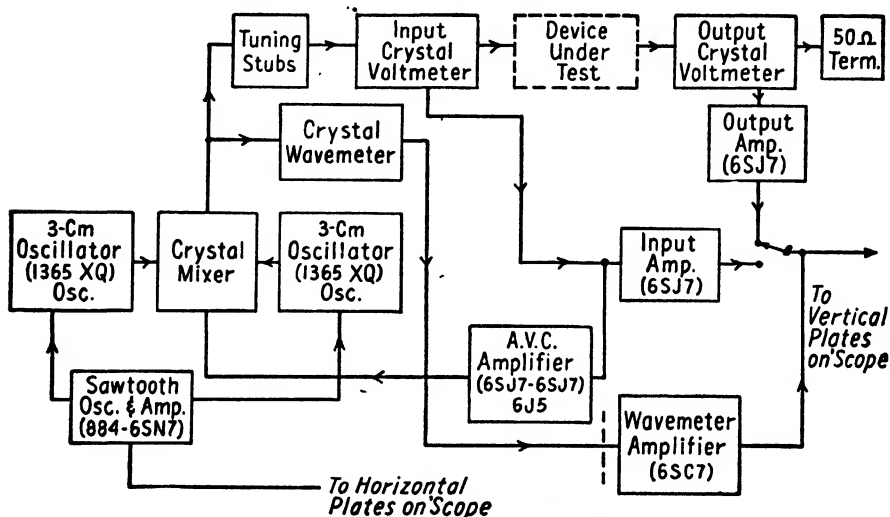 Tuning
Stubs
Input
Crystal
Voltmeter
Device
Under
Test
Output
Crystal
Voltmeter
50Ω
Term.
Crystal
Wavemeter
Output
Amp.
(6SJ7)
3-Cm
Oscillator
(1365 XQ)
Osc.
Crystal
Mixer
3-Cm
Oscillator
(1365 XQ)
Osc.
Input
Amp.
(6SJ7)
To
Vertical
Plates
on 'Scope
A.V.C.
Amplifier
(6SJ7-6SJ7)
6J5
Sawtooth
Osc. & Amp.
(884-6SN7)
Wavemeter
Amplifier
(6SC7)
To Horizontal
Plates on 'Scope